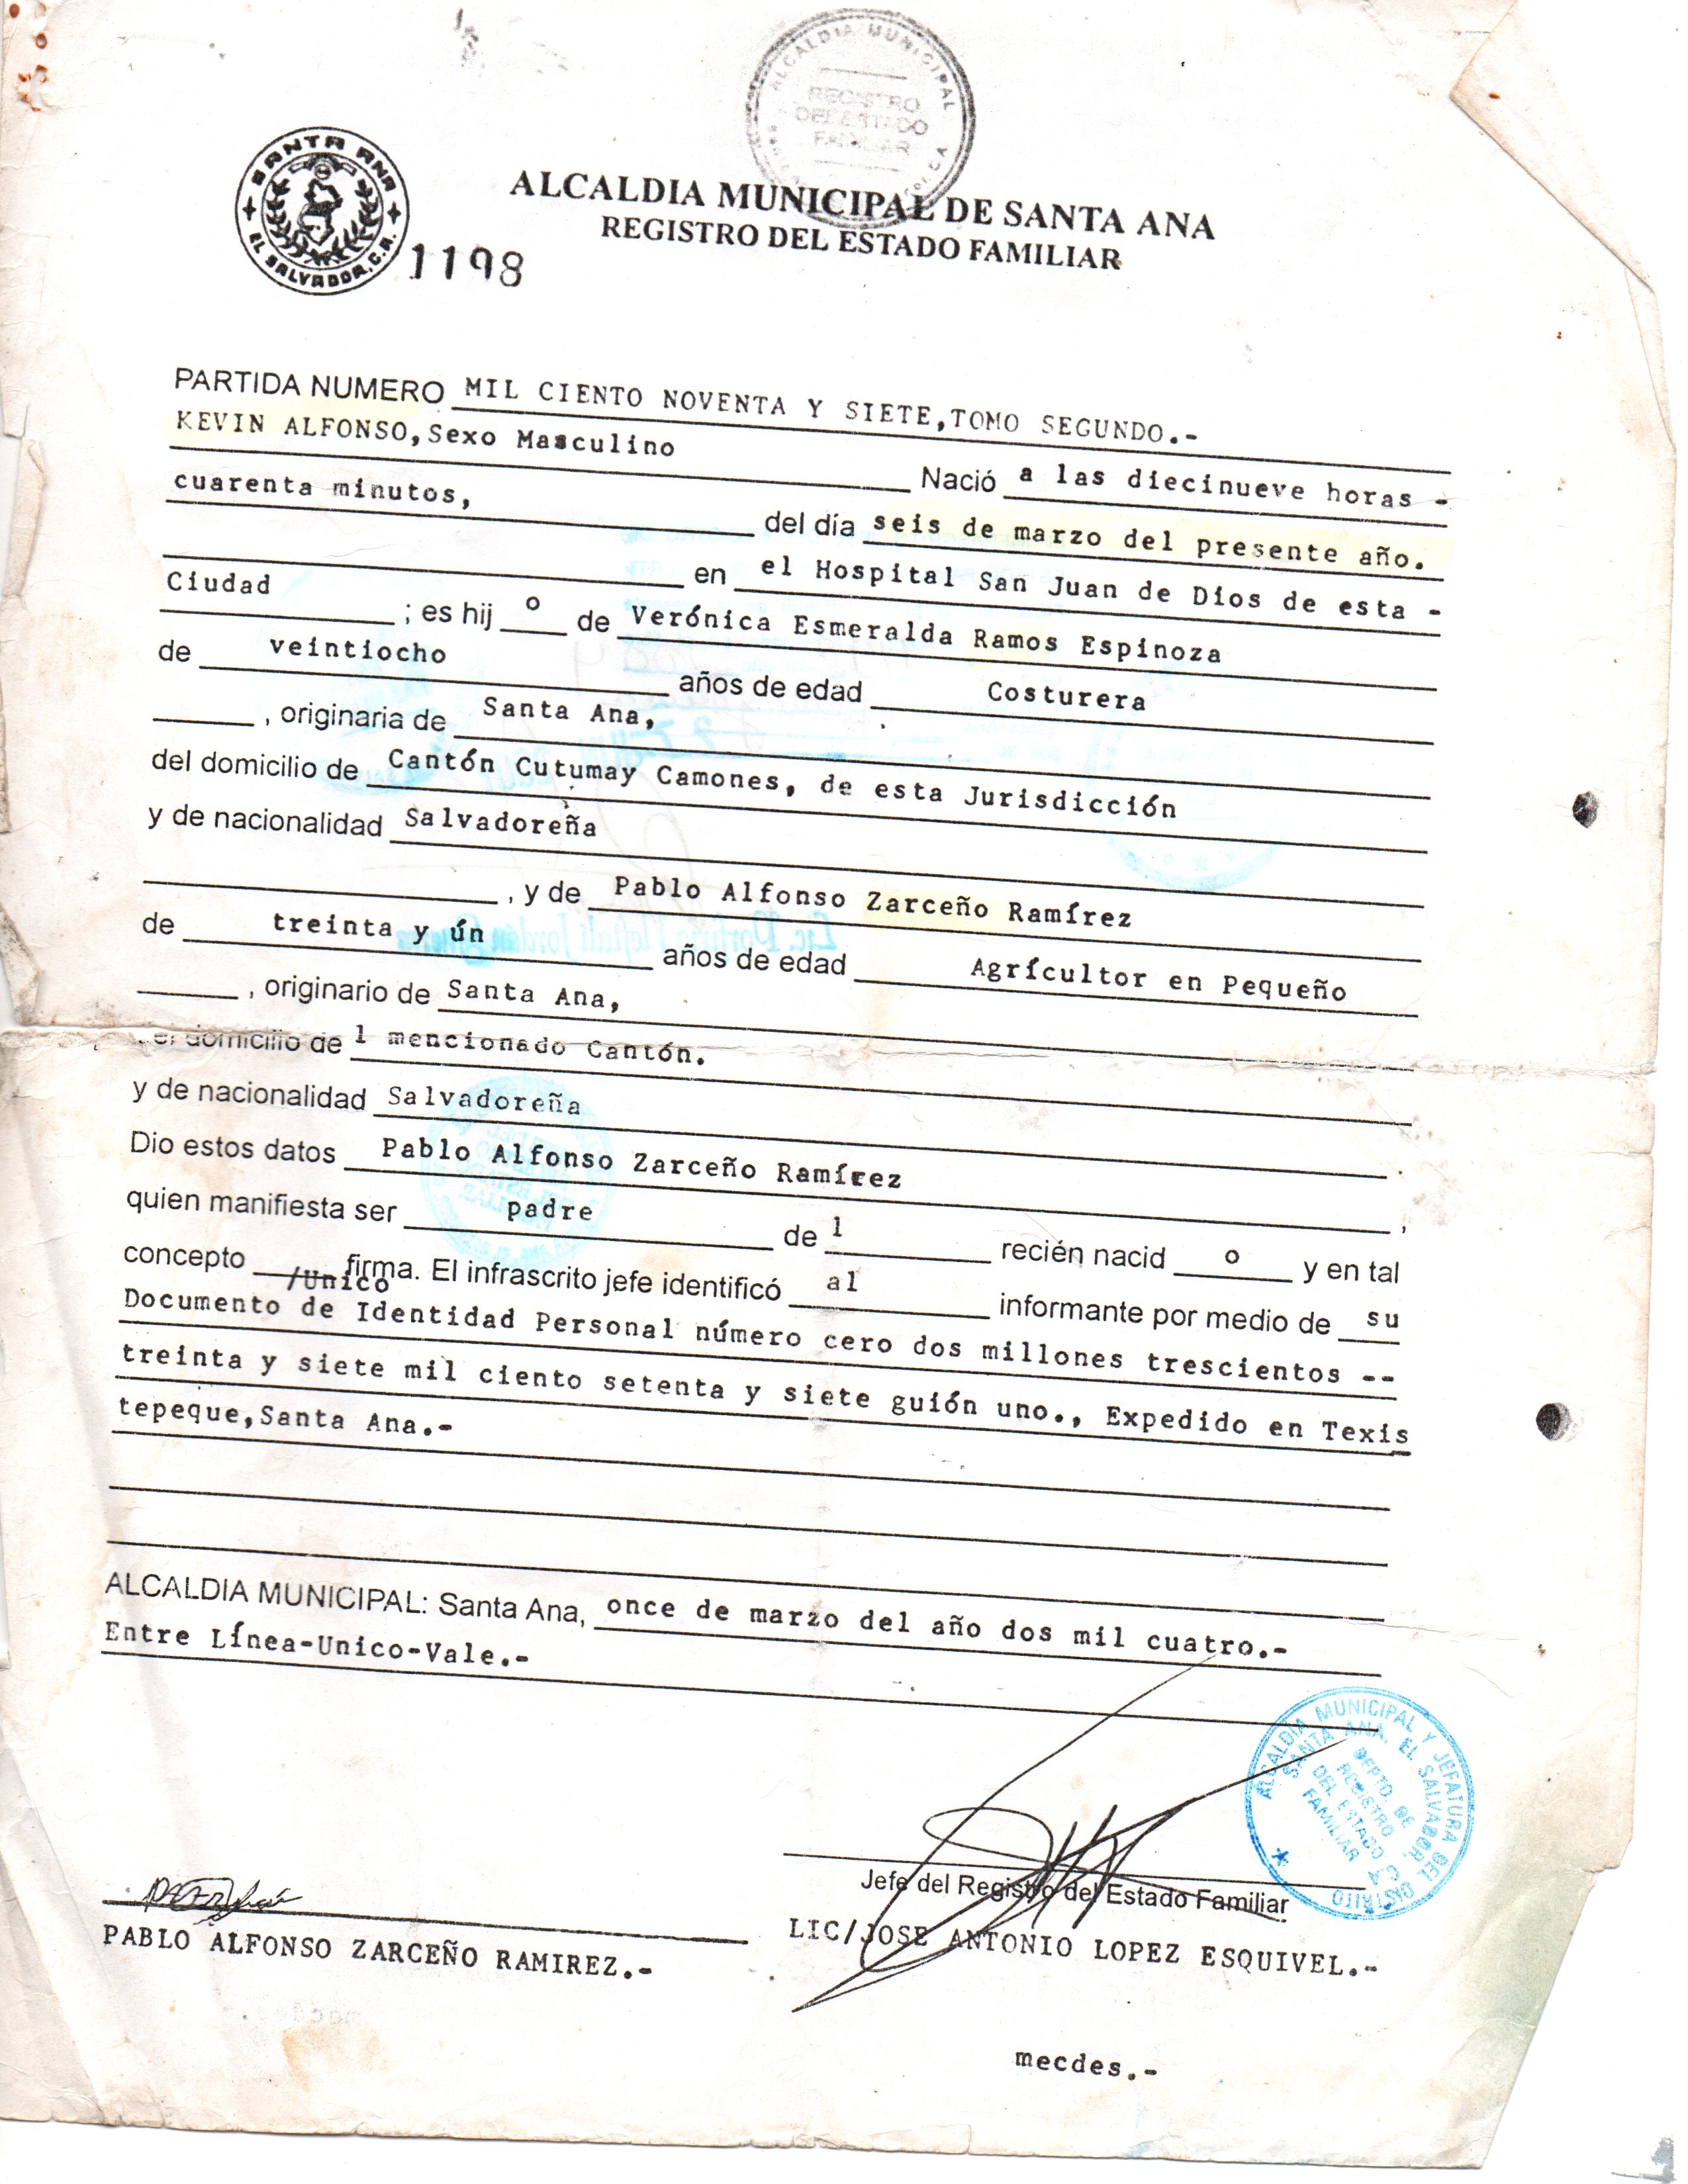 ALCALDIA MUNICIPAL
REGISTRO
DEL ESTADO
FAMILIAR
SANTA ANA
EL SALVADOR, C.A.
1198
ALCALDIA MUNICIPAL DE SANTA ANA
REGISTRO DEL ESTADO FAMILIAR
PARTIDA NUMERO MIL CIENTO NOVENTA Y SIETE, TOMO SEGUNDO.-
KEVIN ALFONSO, Sexo Masculino Nació a las diecinueve horas -
cuarenta minutos, del día seis de marzo del presente año.
en el Hospital San Juan de Dios de esta -
Ciudad ; es hij o de Verónica Esmeralda Ramos Espinoza
de veintiocho años de edad Costurera
, originaria de Santa Ana,
del domicilio de Cantón Cutumay Camones, de esta Jurisdicción
y de nacionalidad Salvadoreña
, y de Pablo Alfonso Zarceño Ramírez
de treinta y ún años de edad Agrícultor en Pequeño
, originario de Santa Ana,
el domicilio de l mencionado Cantón.
y de nacionalidad Salvadoreña
Dio estos datos Pablo Alfonso Zarceño Ramírez .
quien manifiesta ser padre de l recién nacid o y en tal ,
concepto firma. El infrascrito jefe identificó al informante por medio de su
/Unico
Documento de Identidad Personal número cero dos millones trescientos --
treinta y siete mil ciento setenta y siete guión uno., Expedido en Texis
tepeque, Santa Ana.-
ALCALDIA MUNICIPAL: Santa Ana, once de marzo del año dos mil cuatro.-
Entre Línea-Unico-Vale.-
ALCALDIA MUNICIPAL Y JEFATURA DEL DISTRITO
SANTA ANA, EL SALVADOR, C.A.
DEPTO. DE
REGISTRO
DEL ESTADO
FAMILIAR
Jefe del Registro del Estado Familiar
PABLO ALFONSO ZARCEÑO RAMIREZ.-
LIC/JOSE ANTONIO LOPEZ ESQUIVEL.-
mecdes.-